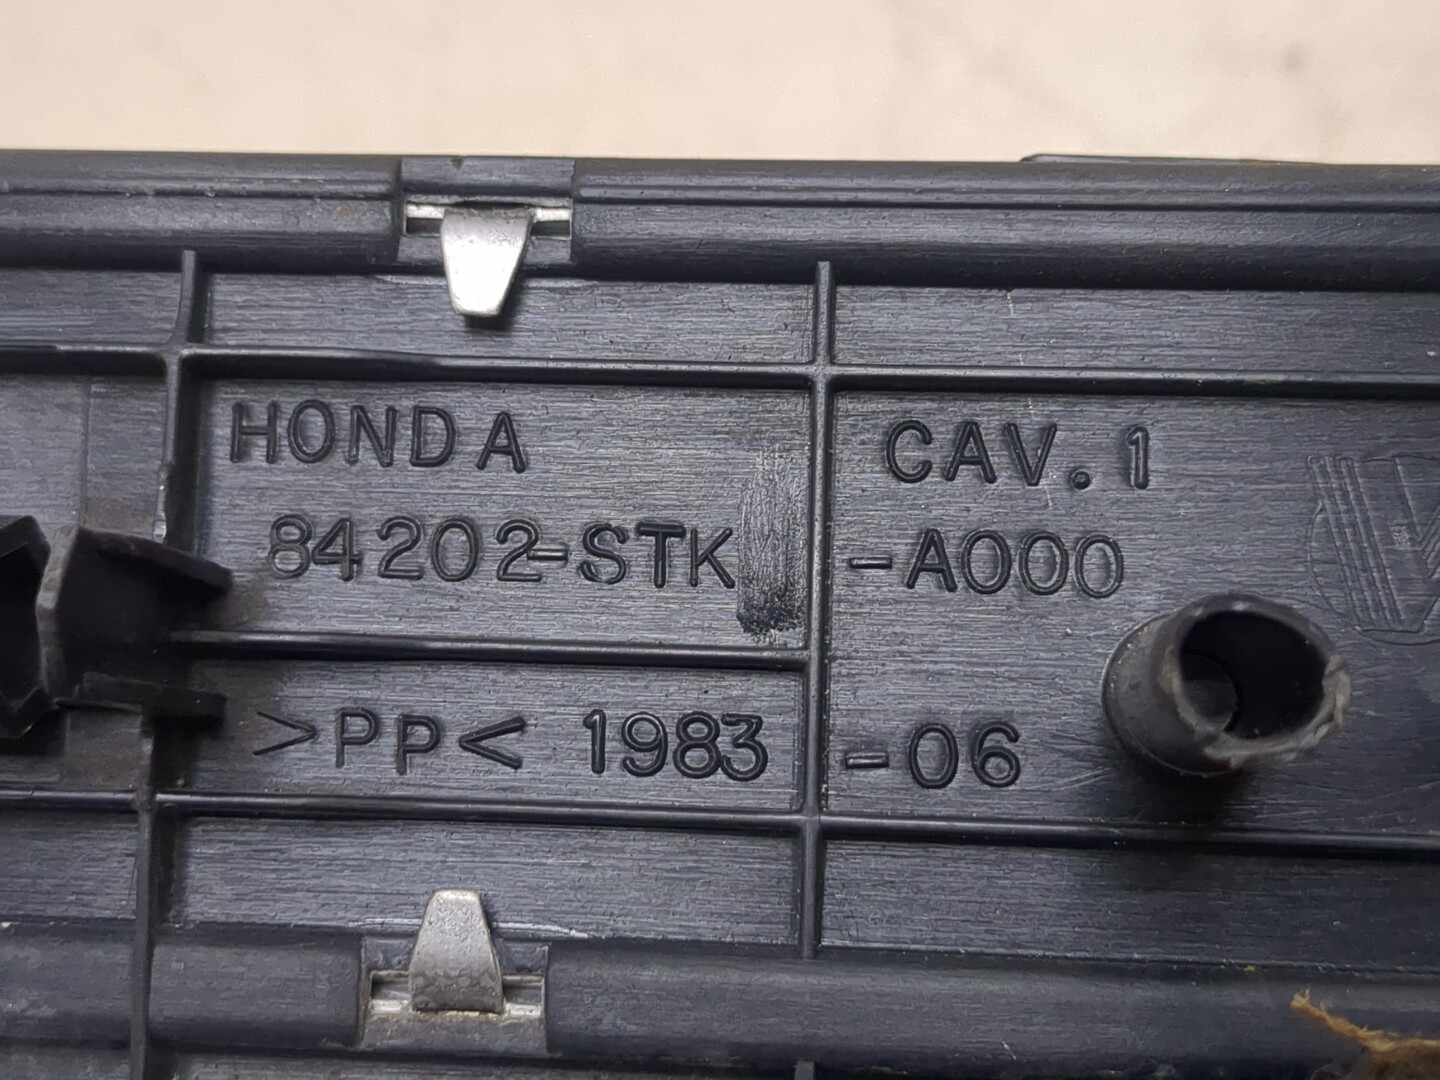 HONDA CAV.1
84202-STK -A000
>PP< 1983 -06